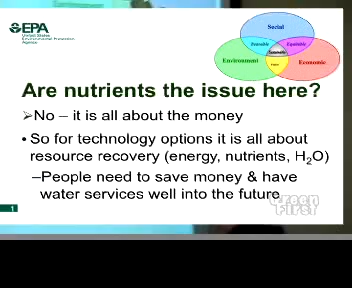 EPA
United States
Environmental Protection
Agency
Social
Bearable
Equitable
Sustainable
Environment
Economic
Are nutrients the issue here?
➢No – it is all about the money
• So for technology options it is all about
resource recovery (energy, nutrients, H₂O)
–People need to save money & have
water services well into the future
Green
First
1